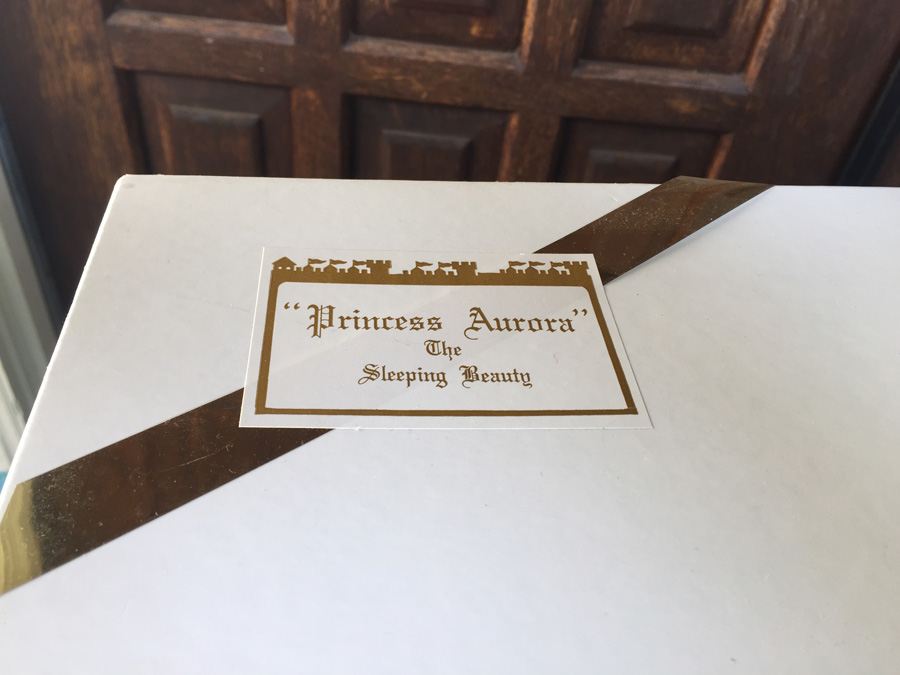 “Princess Aurora”
The
Sleeping Beauty